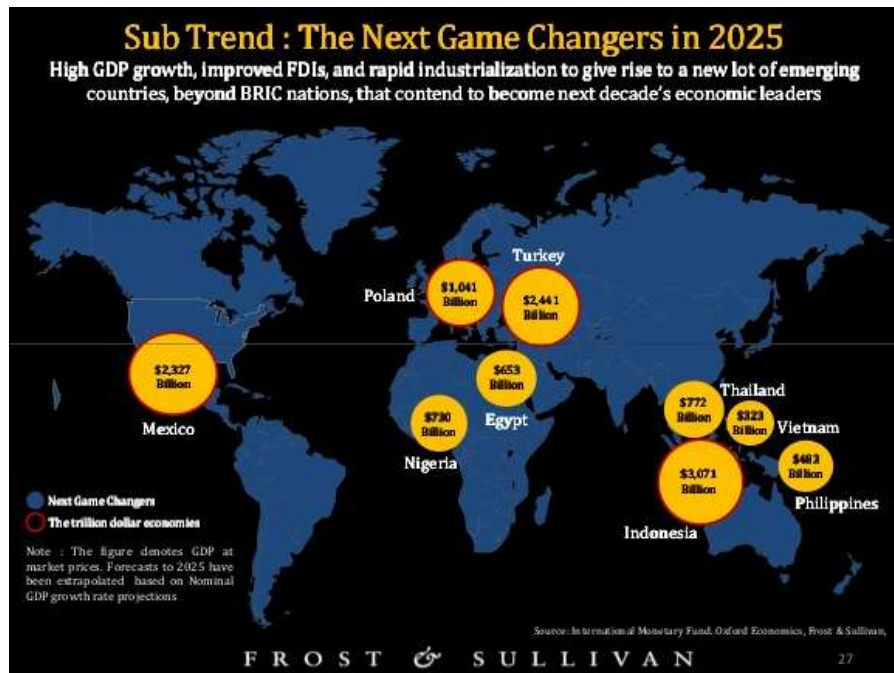 Sub Trend : The Next Game Changers in 2025
High GDP growth, improved FDIs, and rapid industrialization to give rise to a new lot of emerging
countries, beyond BRIC nations, that contend to become next decade's economic leaders
Turkey
$2,441
Billion
Poland
$1,041
Billion
$2,327
Billion
Mexico
$653
Billion
Egypt
$730
Billion
Nigeria
Thailand
$772
Billion
$323
Billion
Vietnam
$483
Billion
Philippines
$3,071
Billion
Indonesia
Next Game Changers
The trillion dollar economies
Note : The figure denotes GDP at
market prices. Forecasts to 2025 have
been extrapolated based on Nominal
GDP growth rate projections
Source: International Monetary Fund. Oxford Economics, Frost & Sullivan,
FROST & SULLIVAN
27